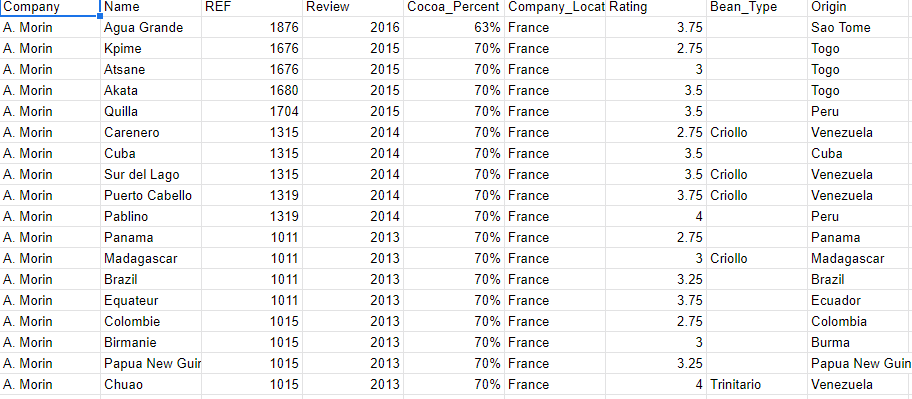 Company Name REF Review Cocoa_Percent Company_Locat Rating Bean_Type Origin
A. Morin Agua Grande 1876 2016 63% France 3.75 Sao Tome
A. Morin Kpime 1676 2015 70% France 2.75 Togo
A. Morin Atsane 1676 2015 70% France 3 Togo
A. Morin Akata 1680 2015 70% France 3.5 Togo
A. Morin Quilla 1704 2015 70% France 3.5 Peru
A. Morin Carenero 1315 2014 70% France 2.75 Criollo Venezuela
A. Morin Cuba 1315 2014 70% France 3.5 Cuba
A. Morin Sur del Lago 1315 2014 70% France 3.5 Criollo Venezuela
A. Morin Puerto Cabello 1319 2014 70% France 3.75 Criollo Venezuela
A. Morin Pablino 1319 2014 70% France 4 Peru
A. Morin Panama 1011 2013 70% France 2.75 Panama
A. Morin Madagascar 1011 2013 70% France 3 Criollo Madagascar
A. Morin Brazil 1011 2013 70% France 3.25 Brazil
A. Morin Equateur 1011 2013 70% France 3.75 Ecuador
A. Morin Colombie 1015 2013 70% France 2.75 Colombia
A. Morin Birmanie 1015 2013 70% France 3 Burma
A. Morin Papua New Guin 1015 2013 70% France 3.25 Papua New Guin
A. Morin Chuao 1015 2013 70% France 4 Trinitario Venezuela